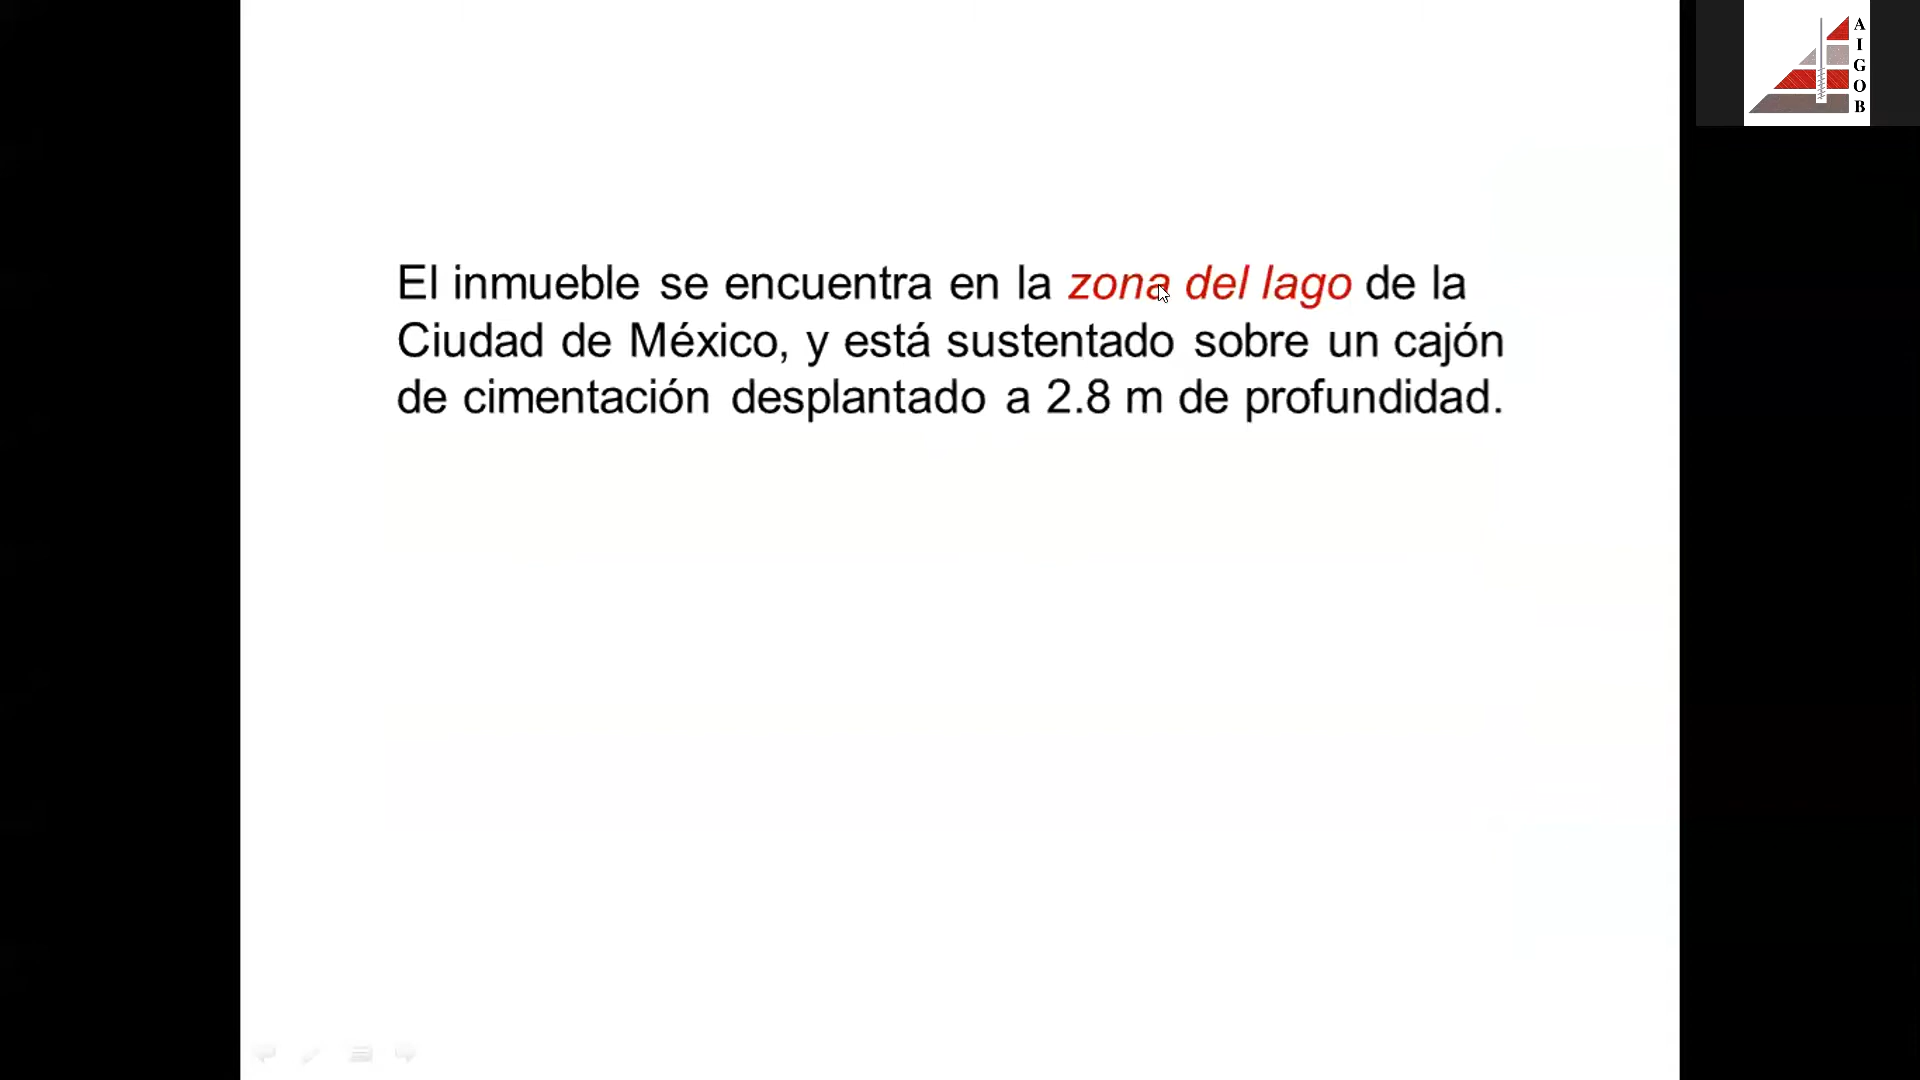 El inmueble se encuentra en la zona del lago de la
Ciudad de México, y está sustentado sobre un cajón
de cimentación desplantado a 2.8 m de profundidad.
A
I
G
O
B